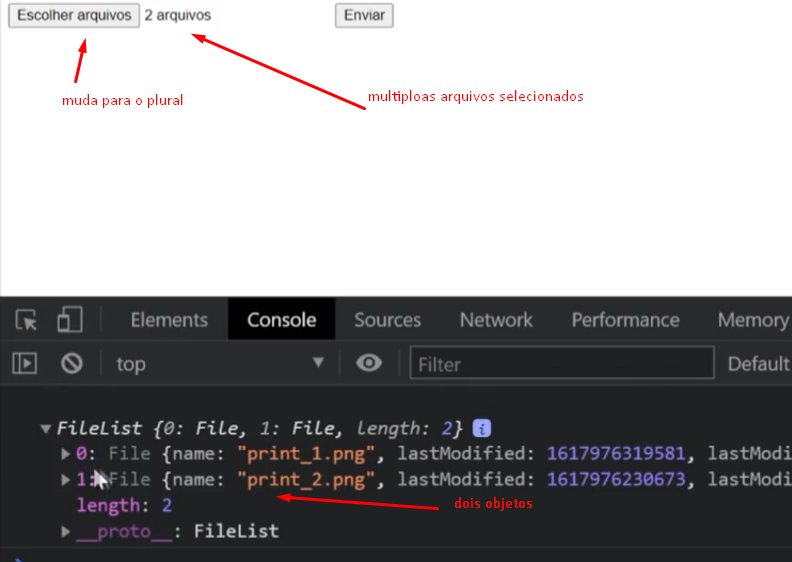 Escolher arquivos 2 arquivos Enviar
muda para o plural
multiploas arquivos selecionados
Elements Console Sources Network Performance Memory
top Filter Default
FileList {0: File, 1: File, length: 2} i
0: File {name: "print_1.png", lastModified: 1617976319581, lastModi
1: File {name: "print_2.png", lastModified: 1617976230673, lastModi
length: 2
dois objetos
__proto__: FileList